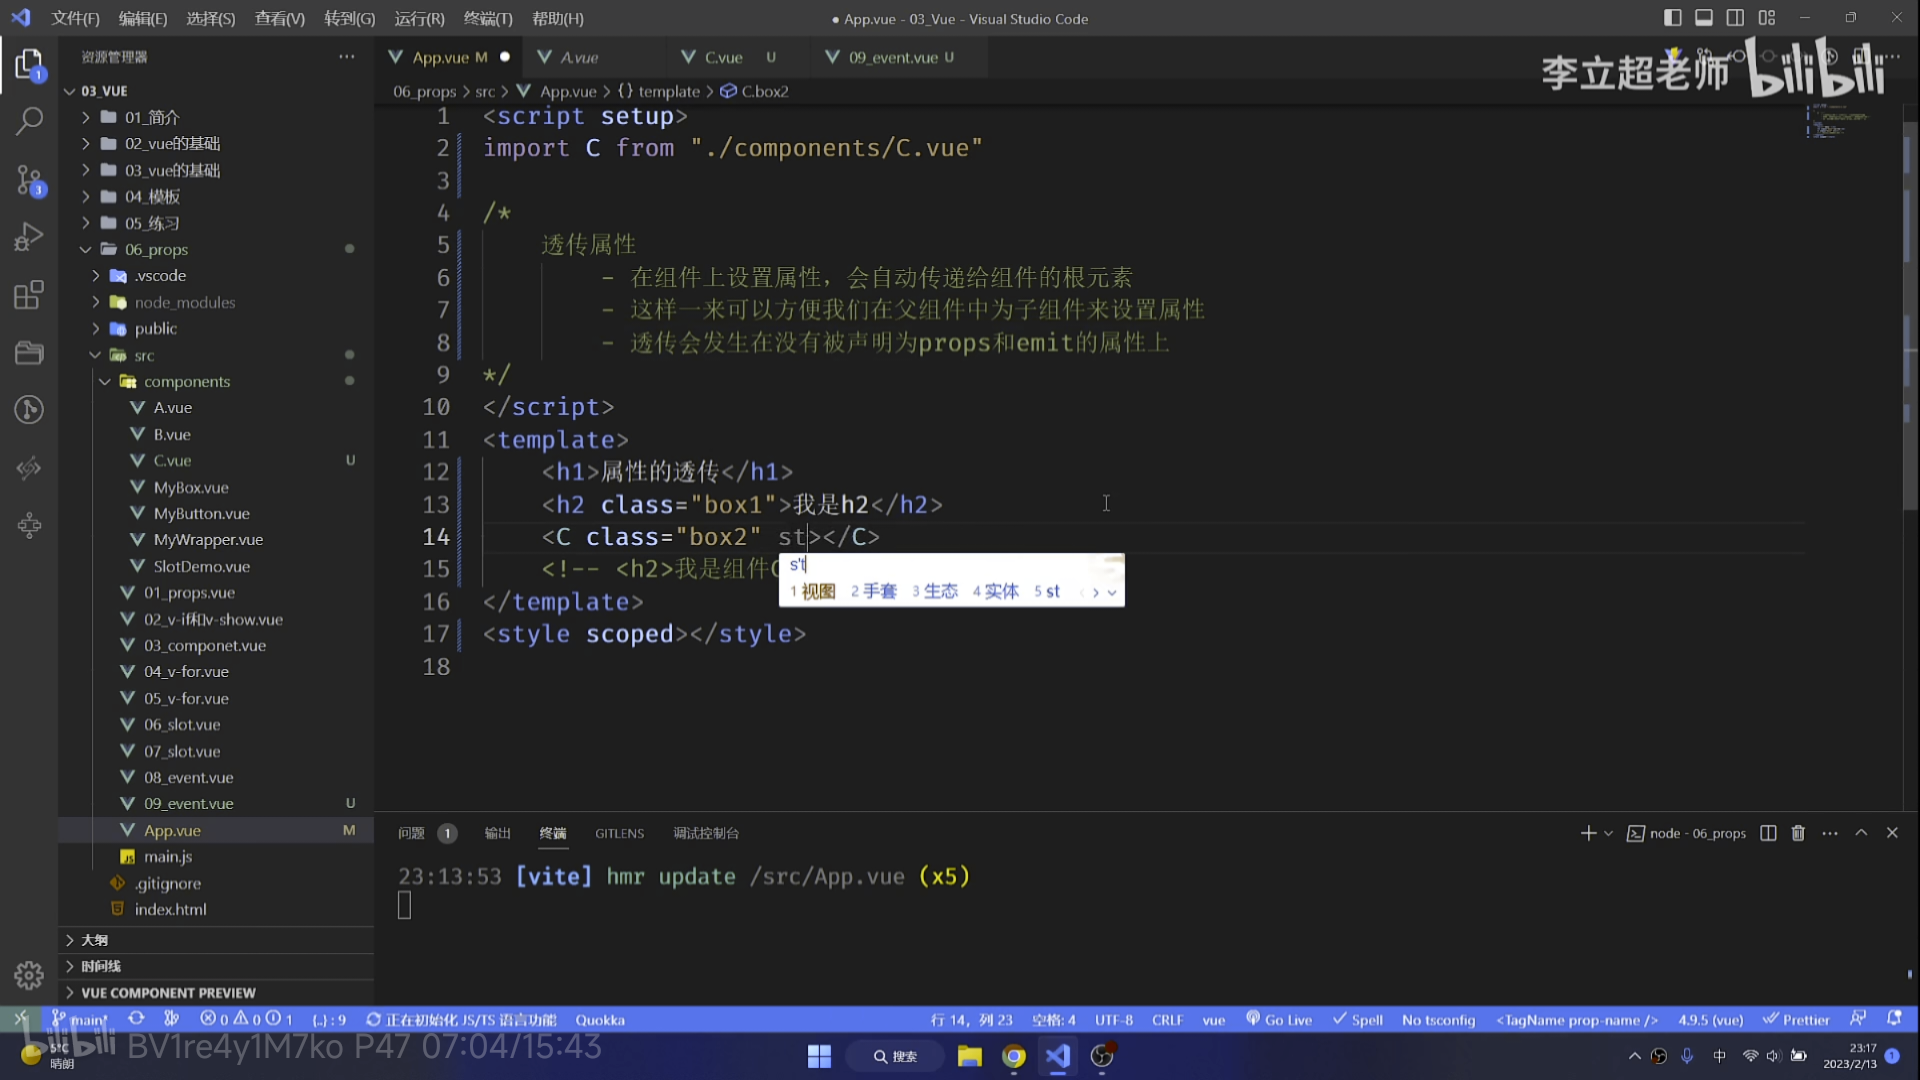 文件(F) 编辑(E) 选择(S) 查看(V) 转到(G) 运行(R) 终端(T) 帮助(H)
● App.vue - 03_Vue - Visual Studio Code
资源管理器
App.vue M
A.vue
C.vue U
09_event.vue U
李立超老师 bilibili
06_props > src > App.vue > {} template > C.box2
03_VUE
01_简介
02_vue的基础
03_vue的基础
04_模板
05_练习
06_props
.vscode
node_modules
public
src
components
A.vue
B.vue
C.vue U
MyBox.vue
MyButton.vue
MyWrapper.vue
SlotDemo.vue
01_props.vue
02_v-if和v-show.vue
03_componet.vue
04_v-for.vue
05_v-for.vue
06_slot.vue
07_slot.vue
08_event.vue
09_event.vue U
App.vue M
main.js
.gitignore
index.html
大纲
时间线
VUE COMPONENT PREVIEW
1 <script setup>
2 import C from "./components/C.vue"
3
4 /*
5 透传属性
6 - 在组件上设置属性，会自动传递给组件的根元素
7 - 这样一来可以方便我们在父组件中为子组件来设置属性
8 - 透传会发生在没有被声明为props和emit的属性上
9 */
10 </script>
11 <template>
12 <h1>属性的透传</h1>
13 <h2 class="box1">我是h2</h2>
14 <C class="box2" st></C>
15 <!-- <h2>我是组件
16 </template>
17 <style scoped></style>
18
s't
1 视图 2 手套 3 生态 4 实体 5 st
问题 1 输出 终端 GITLENS 调试控制台
node - 06_props
23:13:53 [vite] hmr update /src/App.vue (x5)
main* 0 0 1 {..} : 9 正在初始化 JS/TS 语言功能 Quokka
行 14，列 23 空格: 4 UTF-8 CRLF vue Go Live Spell No tsconfig <TagName prop-name /> 4.9.5 (vue) Prettier
bilibili BV1re4y1M7ko P47 07:04/15:43
5°C
晴朗
搜索
中
23:17
2023/2/13
1